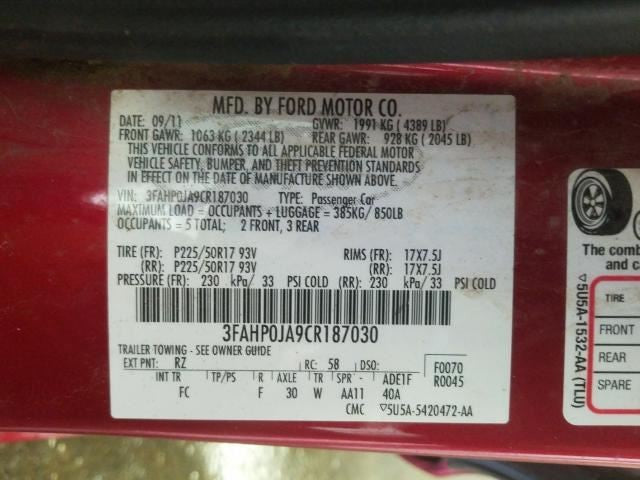 MFD. BY FORD MOTOR CO.
DATE: 09/11 GVWR: 1991 KG ( 4389 LB)
FRONT GAWR: 1063 KG ( 2344 LB) REAR GAWR: 928 KG ( 2045 LB)
THIS VEHICLE CONFORMS TO ALL APPLICABLE FEDERAL MOTOR
VEHICLE SAFETY, BUMPER, AND THEFT PREVENTION STANDARDS
IN EFFECT ON THE DATE OF MANUFACTURE SHOWN ABOVE.
VIN: 3FAHP0JA9CR187030 TYPE: Passenger Car
MAXIMUM LOAD = OCCUPANTS + LUGGAGE = 385KG/ 850LB
OCCUPANTS = 5 TOTAL; 2 FRONT, 3 REAR
TIRE (FR): P225/50R17 93V RIMS (FR): 17X7.5J
(RR): P225/50R17 93V (RR): 17X7.5J
PRESSURE (FR): 230 kPa/ 33 PSI COLD (RR): 230 kPa/ 33 PSI COLD
3FAHP0JA9CR187030
TRAILER TOWING - SEE OWNER GUIDE
EXT PNT: RZ RC: 58 DSO: F0070
INT TR TP/PS R AXLE TR SPR ADE1F R0045
FC F 30 W AA11 40A
CMC ▽5U5A-5420472-AA
The comb
and c
TIRE
FRONT
REAR
SPARE
▽5U5A-1532-AA (TLU)